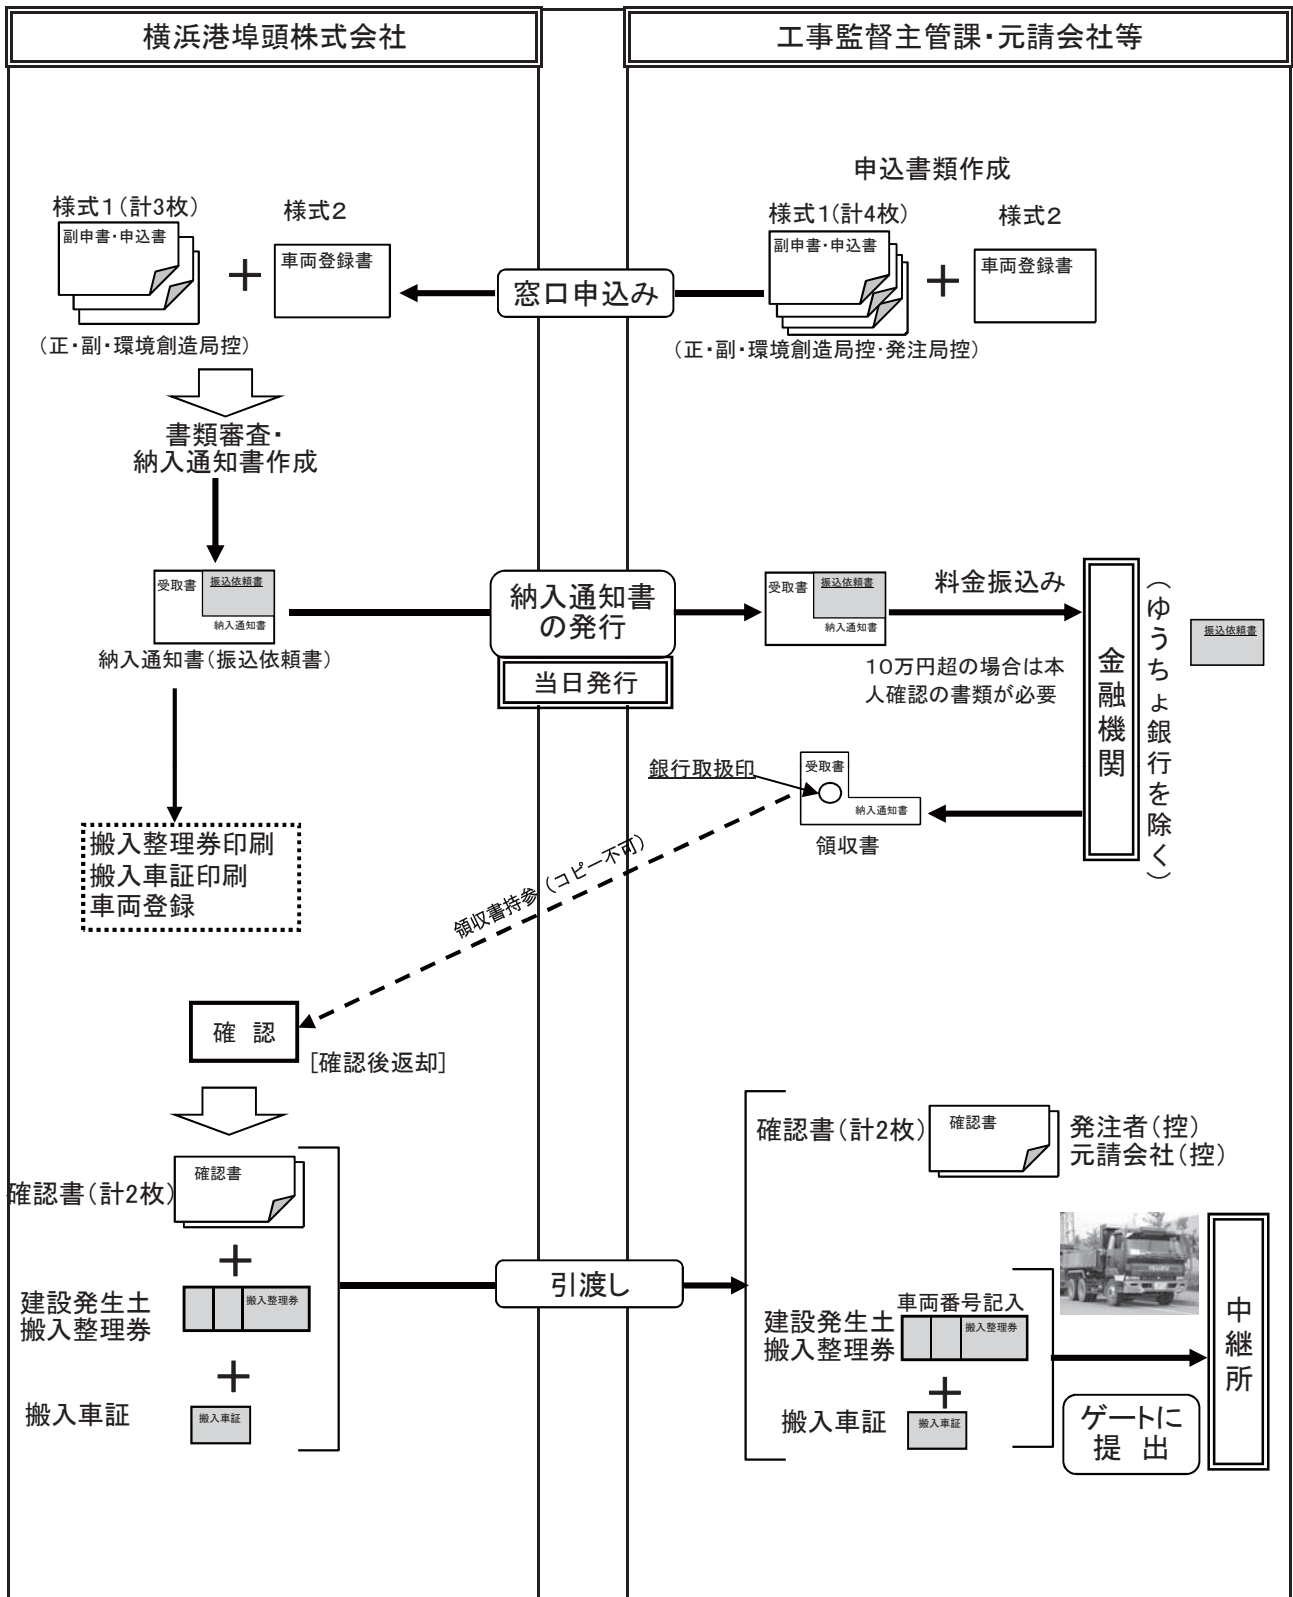 横浜港埠頭株式会社
工事監督主管課・元請会社等
申込書類作成
様式1(計3枚)
様式2
副申書・申込書
車両登録書
(正・副・環境創造局控)
窓口申込み
様式1(計4枚)
様式2
副申書・申込書
車両登録書
(正・副・環境創造局控・発注局控)
書類審査・
納入通知書作成
受取書
振込依頼書
納入通知書
納入通知書(振込依頼書)
納入通知書
の発行
当日発行
受取書
振込依頼書
納入通知書
料金振込み
10万円超の場合は本
人確認の書類が必要
金融機関
(ゆうちょ銀行を除く)
振込依頼書
銀行取扱印
受取書
納入通知書
領収書
搬入整理券印刷
搬入車証印刷
車両登録
領収書持参(コピー不可)
確 認
[確認後返却]
確認書(計2枚)
確認書
建設発生土
搬入整理券
搬入整理券
搬入車証
搬入車証
引渡し
確認書(計2枚)
確認書
発注者(控)
元請会社(控)
車両番号記入
建設発生土
搬入整理券
搬入整理券
搬入車証
搬入車証
ゲートに
提 出
中継所